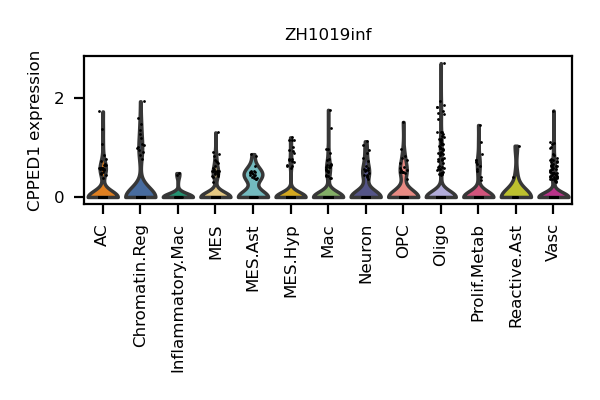 ZH1019inf
CPPED1 expression
2
0
AC
Chromatin.Reg
Inflammatory.Mac
MES
MES.Ast
MES.Hyp
Mac
Neuron
OPC
Oligo
Prolif.Metab
Reactive.Ast
Vasc